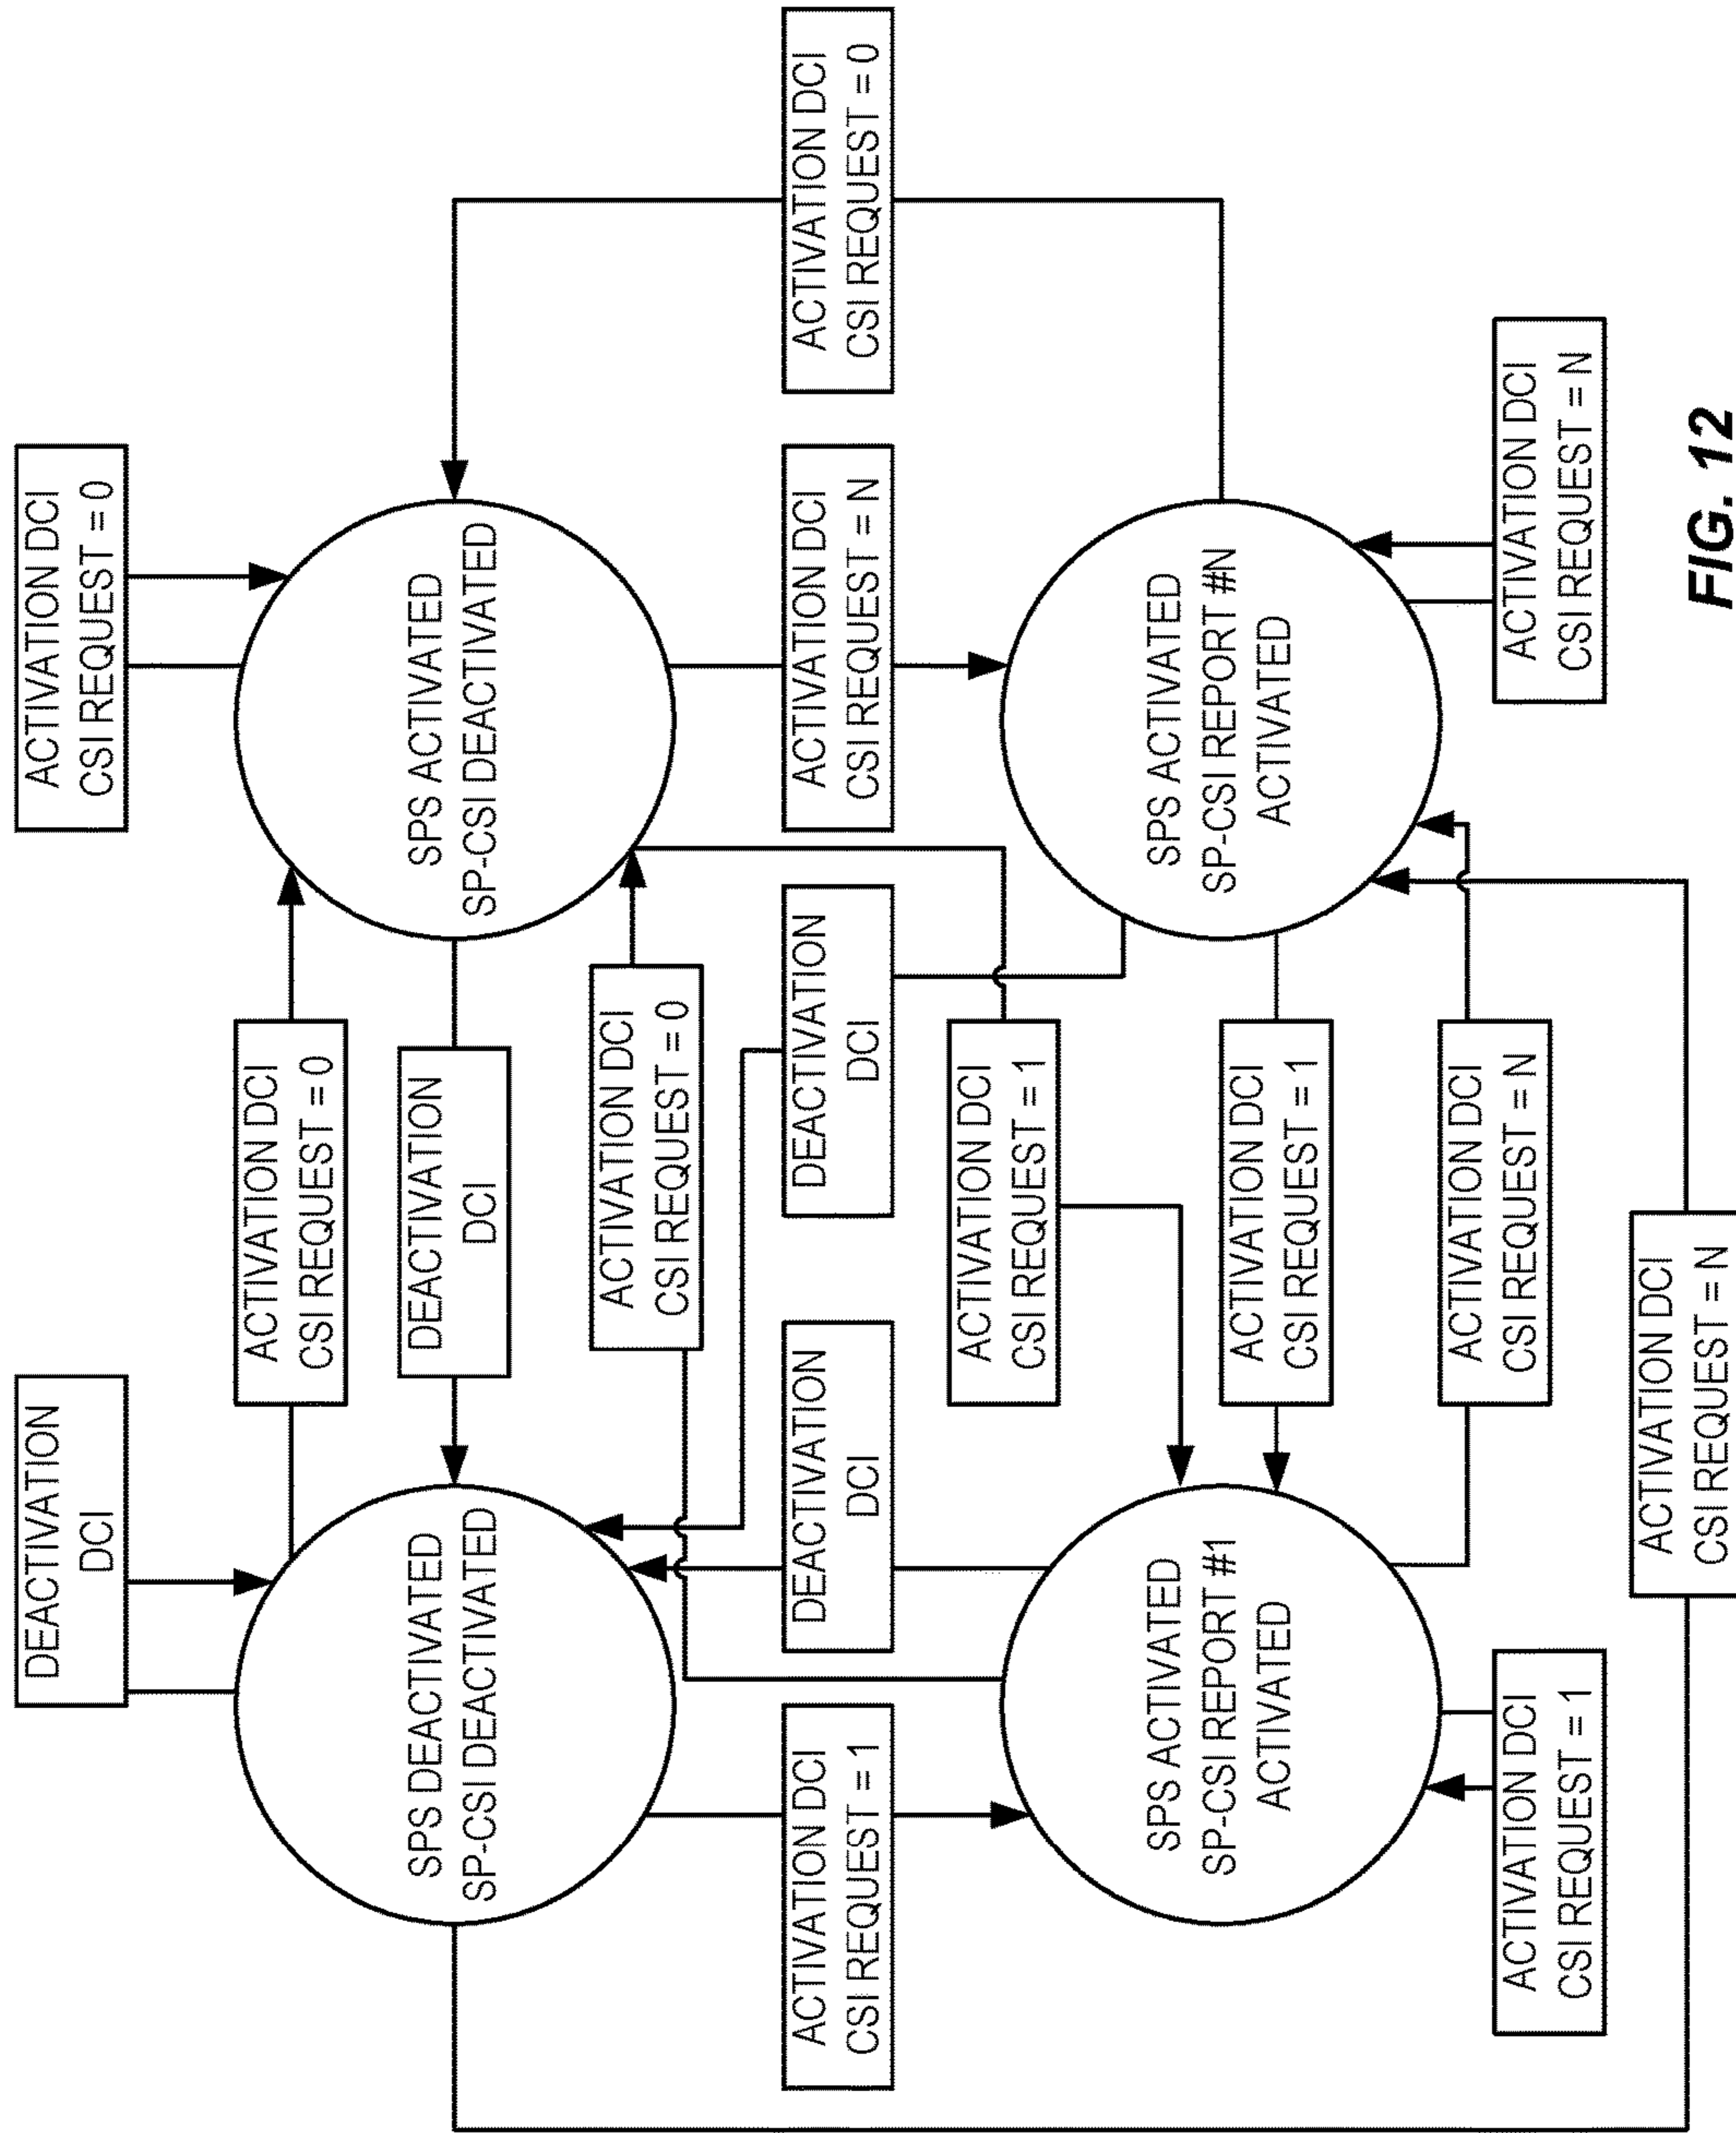 DEACTIVATION
DCI
ACTIVATION DCI
CSI REQUEST = 0
ACTIVATION DCI
CSI REQUEST = 0
SPS DEACTIVATED
SP-CSI DEACTIVATED
DEACTIVATION
DCI
SPS ACTIVATED
SP-CSI DEACTIVATED
ACTIVATION DCI
CSI REQUEST = 0
ACTIVATION DCI
CSI REQUEST = 1
DEACTIVATION
DCI
DEACTIVATION
DCI
ACTIVATION DCI
CSI REQUEST = N
ACTIVATION DCI
CSI REQUEST = 0
ACTIVATION DCI
CSI REQUEST = 1
SPS ACTIVATED
SP-CSI REPORT #1
ACTIVATED
ACTIVATION DCI
CSI REQUEST = 1
SPS ACTIVATED
SP-CSI REPORT #N
ACTIVATED
ACTIVATION DCI
CSI REQUEST = N
ACTIVATION DCI
CSI REQUEST = 1
ACTIVATION DCI
CSI REQUEST = N
ACTIVATION DCI
CSI REQUEST = N
FIG. 12